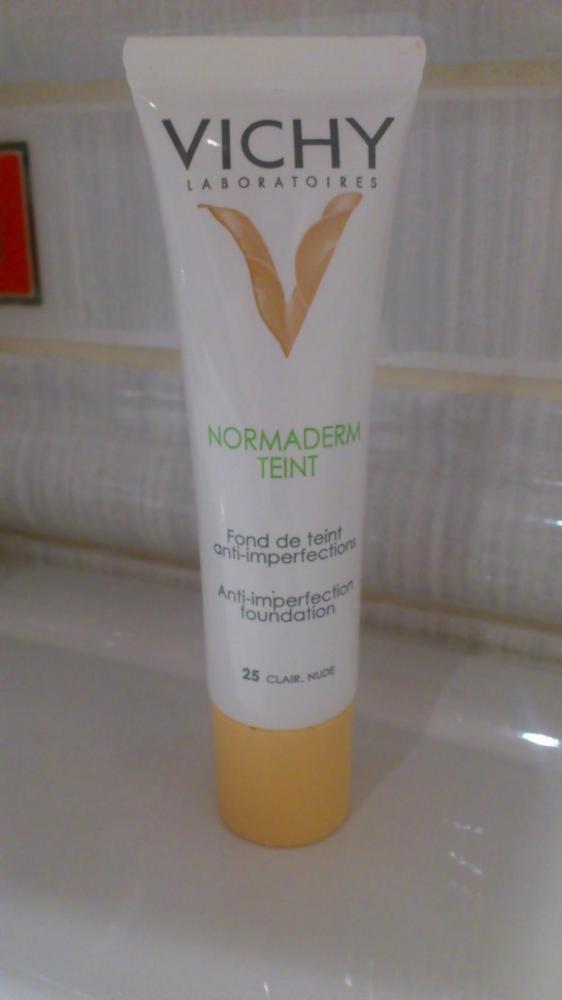 VICHY
LABORATOIRES
NORMADERM
TEINT
Fond de teint
anti-imperfections
Anti-imperfection
foundation
25 CLAIR. NUDE